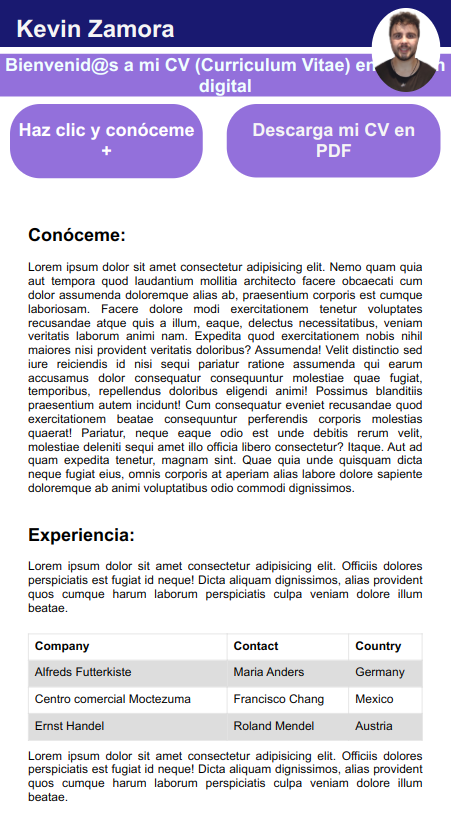 Kevin Zamora
Bienvenid@s a mi CV (Curriculum Vitae) en
digital
Haz clic y conóceme
+
Descarga mi CV en
PDF
Conóceme:
Lorem ipsum dolor sit amet consectetur adipisicing elit. Nemo quam quia
aut tempora quod laudantium mollitia architecto facere obcaecati cum
dolor assumenda doloremque alias ab, praesentium corporis est cumque
laboriosam. Facere dolore modi exercitationem tenetur voluptates
recusandae atque quis a illum, eaque, delectus necessitatibus, veniam
veritatis laborum animi nam. Expedita quod exercitationem nobis nihil
maiores nisi provident veritatis doloribus? Assumenda! Velit distinctio sed
iure reiciendis id nisi sequi pariatur ratione assumenda qui earum
accusamus dolor consequatur consequuntur molestiae quae fugiat,
temporibus, repellendus doloribus eligendi animi! Possimus blanditiis
praesentium autem incidunt! Cum consequatur eveniet recusandae quod
exercitationem beatae consequuntur perferendis corporis molestias
quaerat! Pariatur, neque eaque odio est unde debitis rerum velit,
molestiae deleniti sequi amet illo officia libero consectetur? Itaque. Aut ad
quam expedita tenetur, magnam sint. Quae quia unde quisquam dicta
neque fugiat eius, omnis corporis at aperiam alias labore dolore sapiente
doloremque ab animi voluptatibus odio commodi dignissimos.
Experiencia:
Lorem ipsum dolor sit amet consectetur adipisicing elit. Officiis dolores
perspiciatis est fugiat id neque! Dicta aliquam dignissimos, alias provident
quos cumque harum laborum perspiciatis culpa veniam dolore illum
beatae.
Company Contact Country
Alfreds Futterkiste Maria Anders Germany
Centro comercial Moctezuma Francisco Chang Mexico
Ernst Handel Roland Mendel Austria
Lorem ipsum dolor sit amet consectetur adipisicing elit. Officiis dolores
perspiciatis est fugiat id neque! Dicta aliquam dignissimos, alias provident
quos cumque harum laborum perspiciatis culpa veniam dolore illum
beatae.